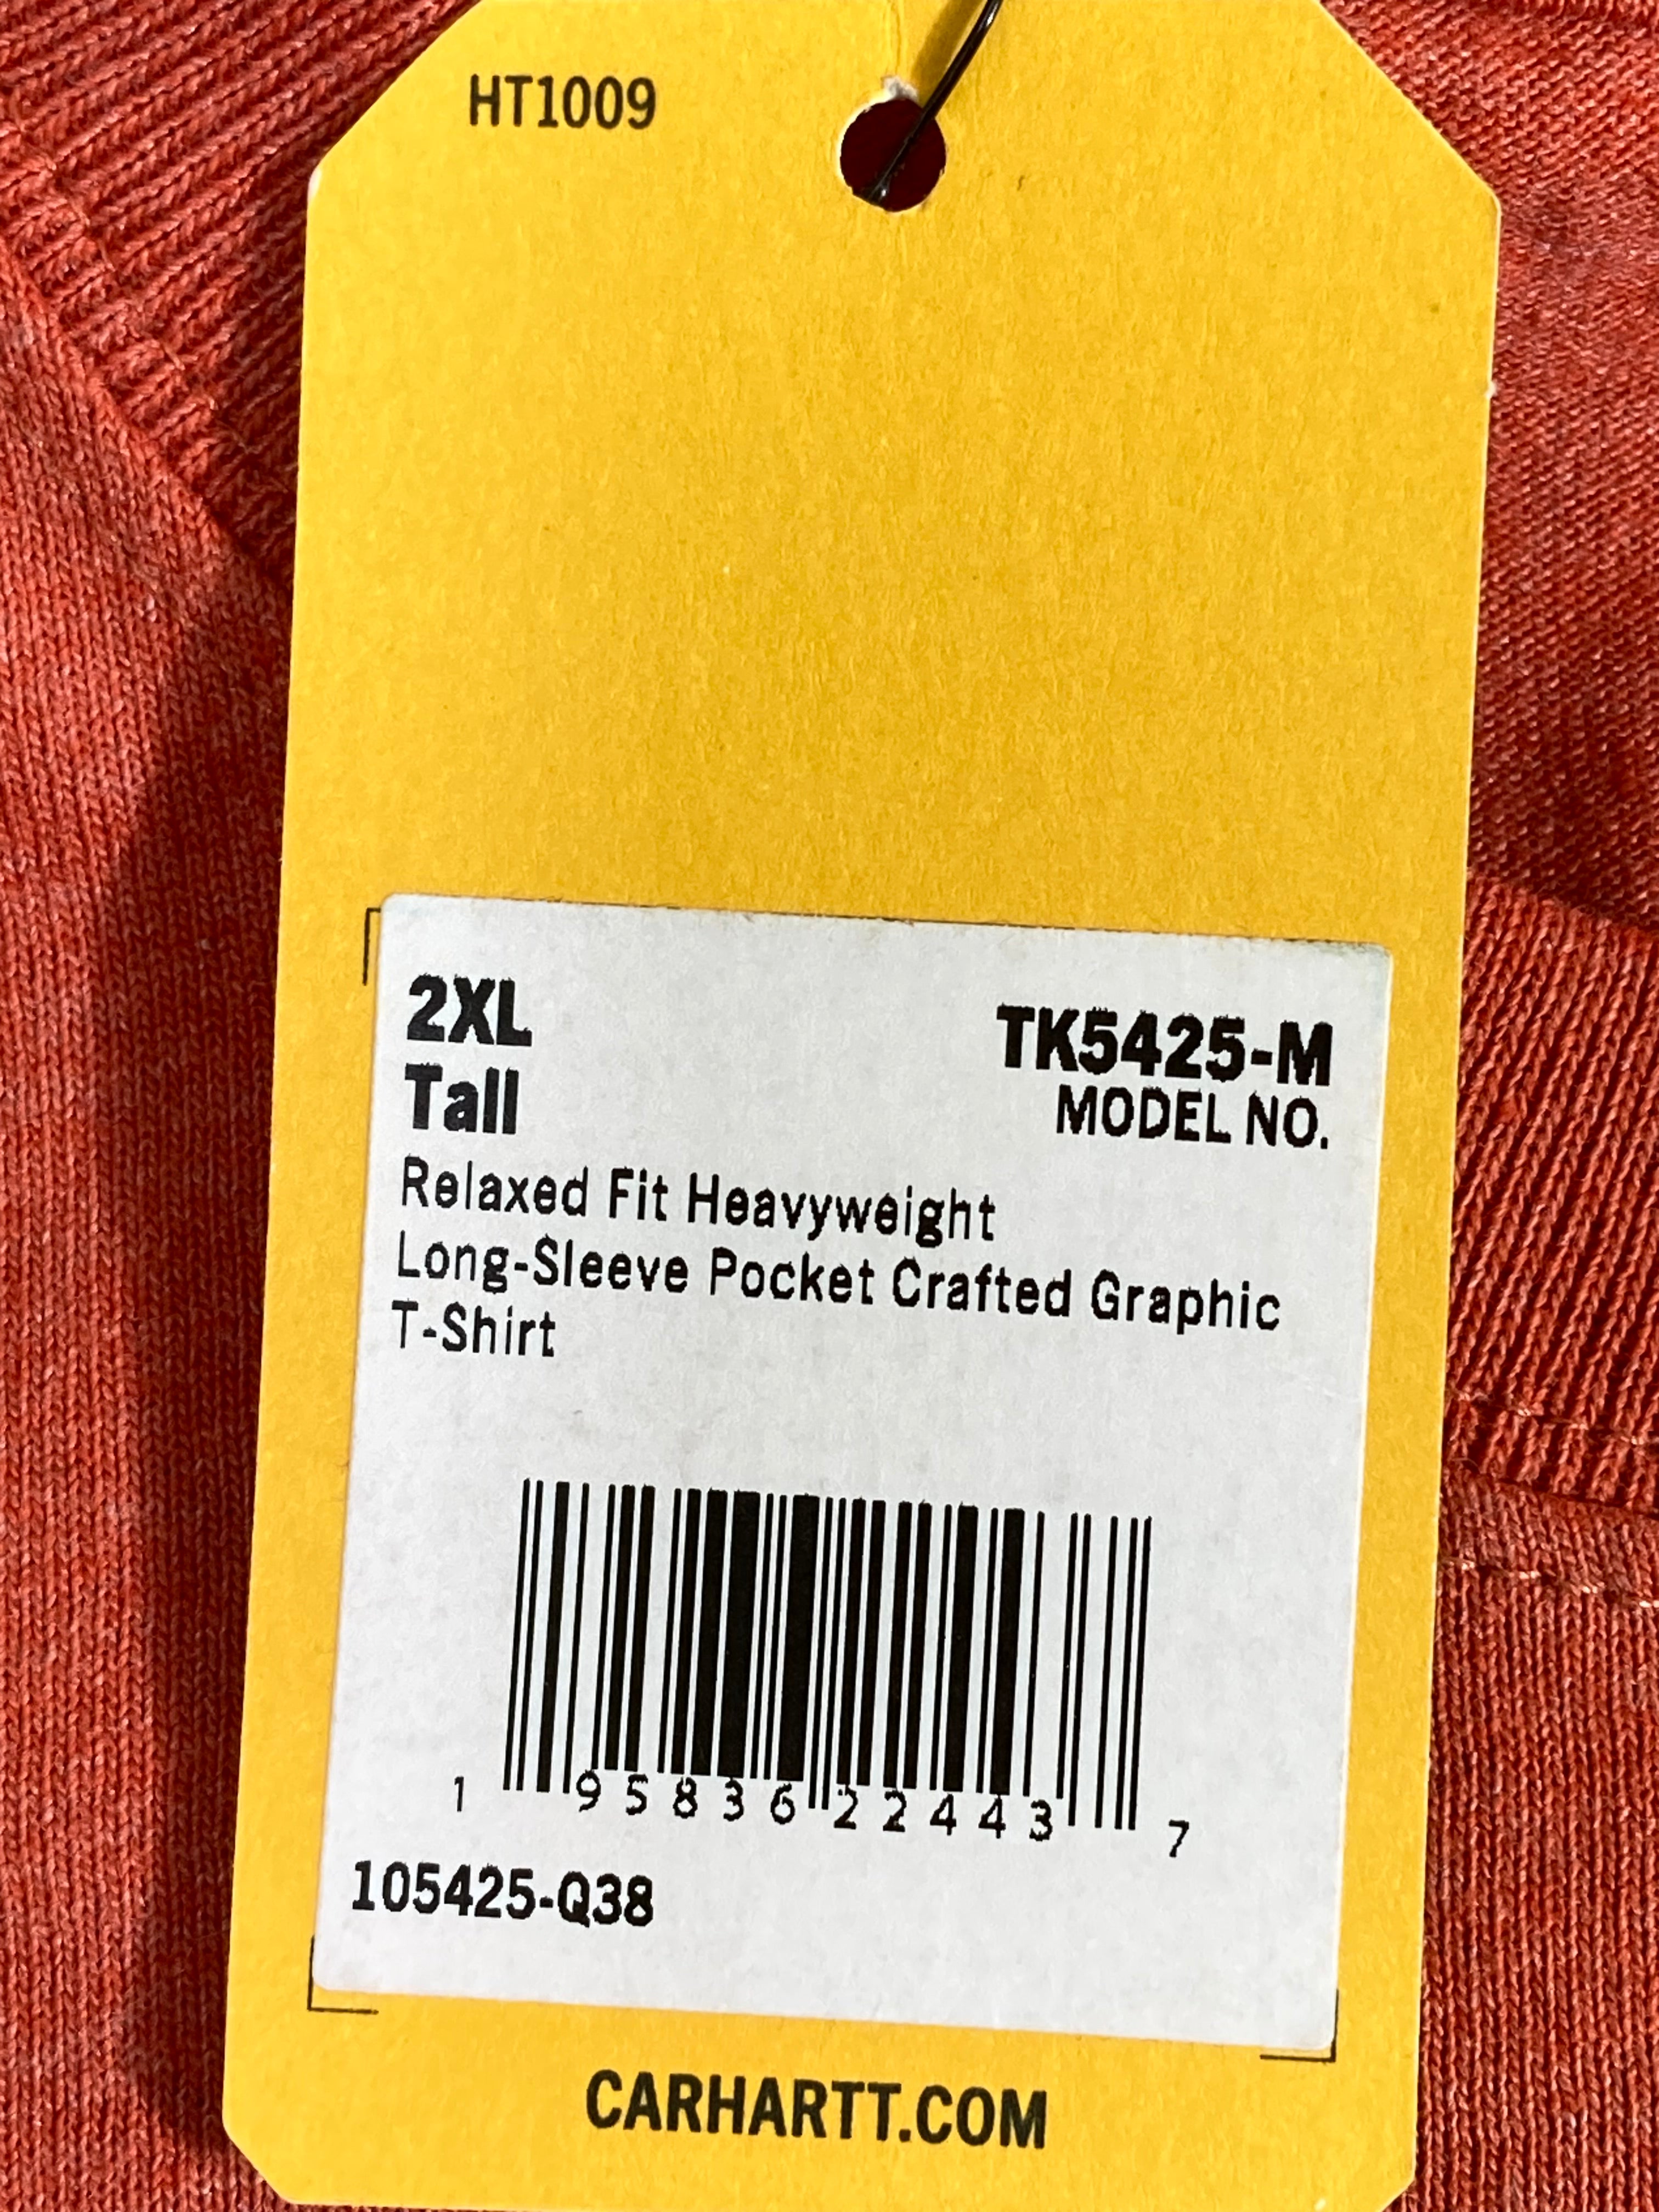 HT1009
2XL
Tall
TK5425-M
MODEL NO.
Relaxed Fit Heavyweight
Long-Sleeve Pocket Crafted Graphic
T-Shirt
1 95836 22443 7
105425-Q38
CARHARTT.COM